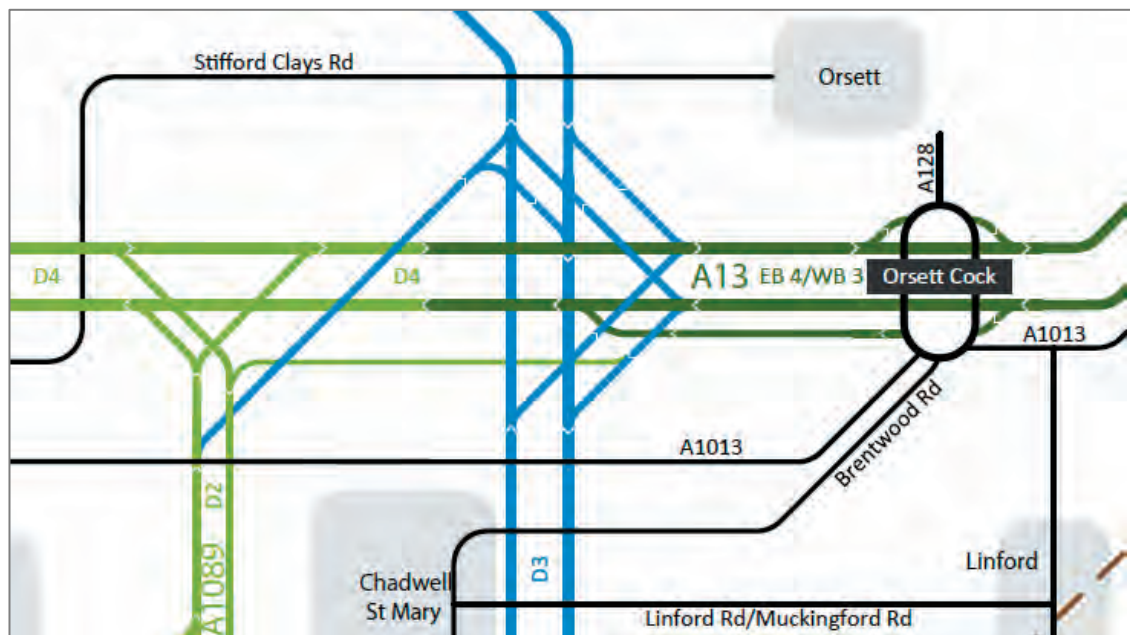 Stifford Clays Rd
Orsett
A128
D4
D4
A13 EB 4/WB 3
Orsett Cock
A1013
Brentwood Rd
A1013
D2
A1089
D3
Chadwell
St Mary
Linford
Linford Rd/Muckingford Rd